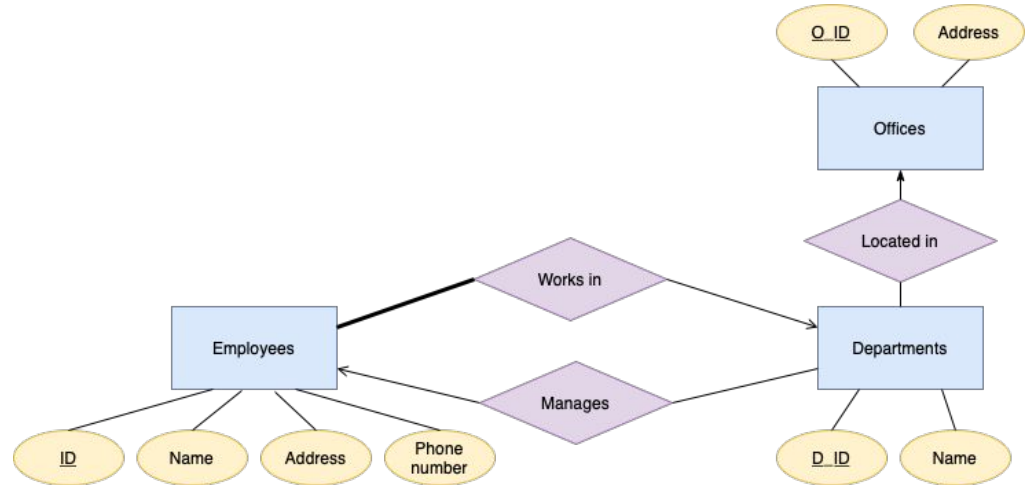 O_ID
Address
Offices
Located in
Works in
Employees
Departments
Manages
ID
Name
Address
Phone
number
D_ID
Name